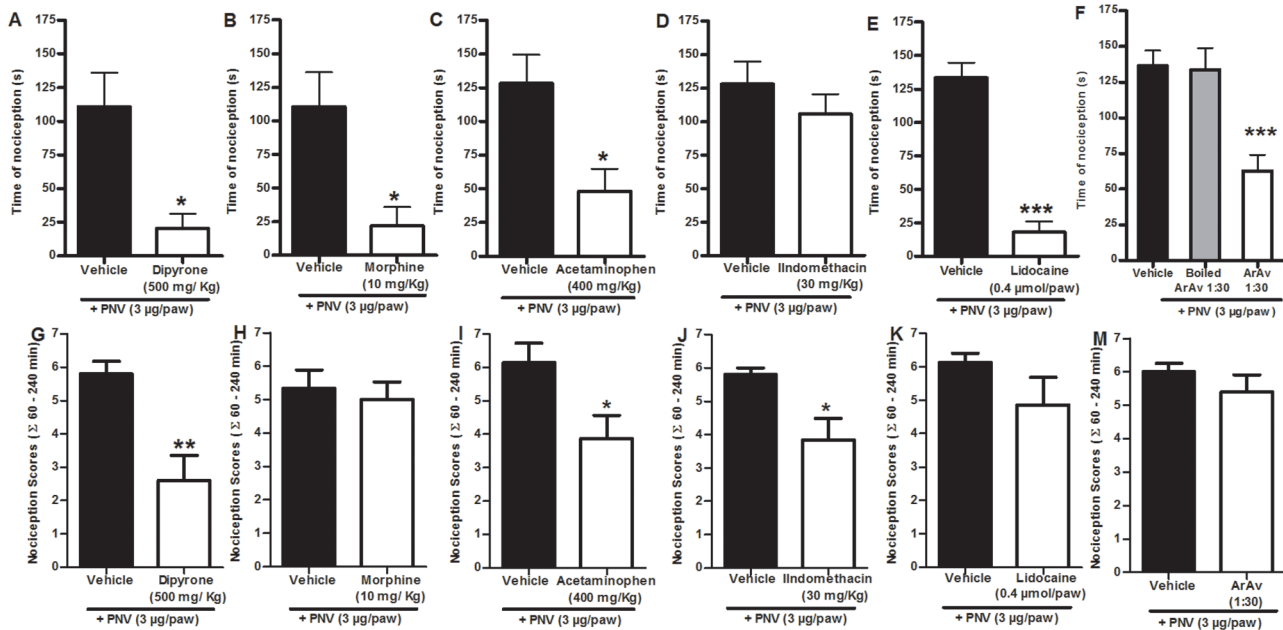 A
Time of nociception (s)
175
150
125
100
75
50
25
0
*
Vehicle Dipyrone
(500 mg/ Kg)
+ PNV (3 µg/paw)
B
Time of nociception (s)
175
150
125
100
75
50
25
0
*
Vehicle Morphine
(10 mg/Kg)
+ PNV (3 µg/paw)
C
Time of nociception (s)
175
150
125
100
75
50
25
0
*
Vehicle Acetaminophen
(400 mg/Kg)
+ PNV (3 µg/paw)
D
Time of nociception (s)
175
150
125
100
75
50
25
0
Vehicle IIndomethacin
(30 mg/Kg)
+ PNV (3 µg/paw)
E
Time of nociception (s)
175
150
125
100
75
50
25
0
***
Vehicle Lidocaine
(0.4 µmol/paw)
+ PNV (3 µg/paw)
F
Time of nociception (s)
175
150
125
100
75
50
25
0
***
Vehicle Boiled ArAv
ArAv 1:30 1:30
+ PNV (3 µg/paw)
G
Nociception Scores ( Σ 60 - 240 min)
7
6
5
4
3
2
1
0
**
Vehicle Dipyrone
(500 mg/ Kg)
+ PNV (3 µg/paw)
H
Nociception Scores ( Σ 60 - 240 min)
7
6
5
4
3
2
1
0
Vehicle Morphine
(10 mg/ Kg)
+ PNV (3 µg/paw)
I
Nociception Scores ( Σ 60 - 240 min)
7
6
5
4
3
2
1
0
*
Vehicle Acetaminophen
(400 mg/Kg)
+ PNV (3 µg/paw)
J
Nociception Scores ( Σ 60 - 240 min)
7
6
5
4
3
2
1
0
*
Vehicle IIndomethacin
(30 mg/Kg)
+ PNV (3 µg/paw)
K
Nociception Scores ( Σ 60 - 240 min)
7
6
5
4
3
2
1
0
Vehicle Lidocaine
(0.4 µmol/paw)
+ PNV (3 µg/paw)
M
Nociception Scores ( Σ 60 - 240 min)
7
6
5
4
3
2
1
0
Vehicle ArAv
(1:30)
+ PNV (3 µg/paw)